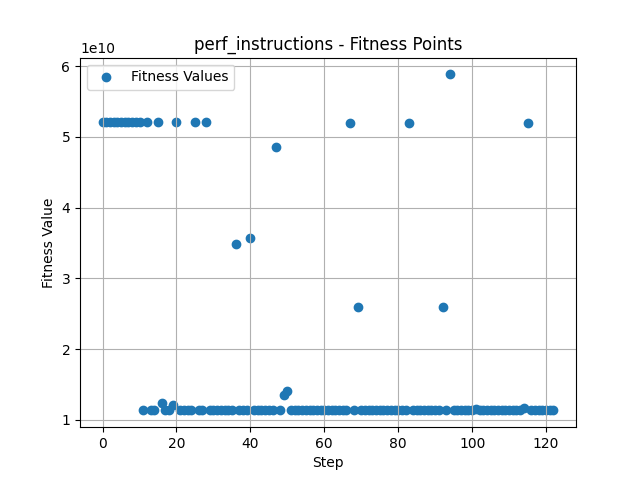 perf_instructions - Fitness Points
1e10
Fitness Values
6
5
4
3
2
1
Fitness Value
0 20 40 60 80 100 120
Step